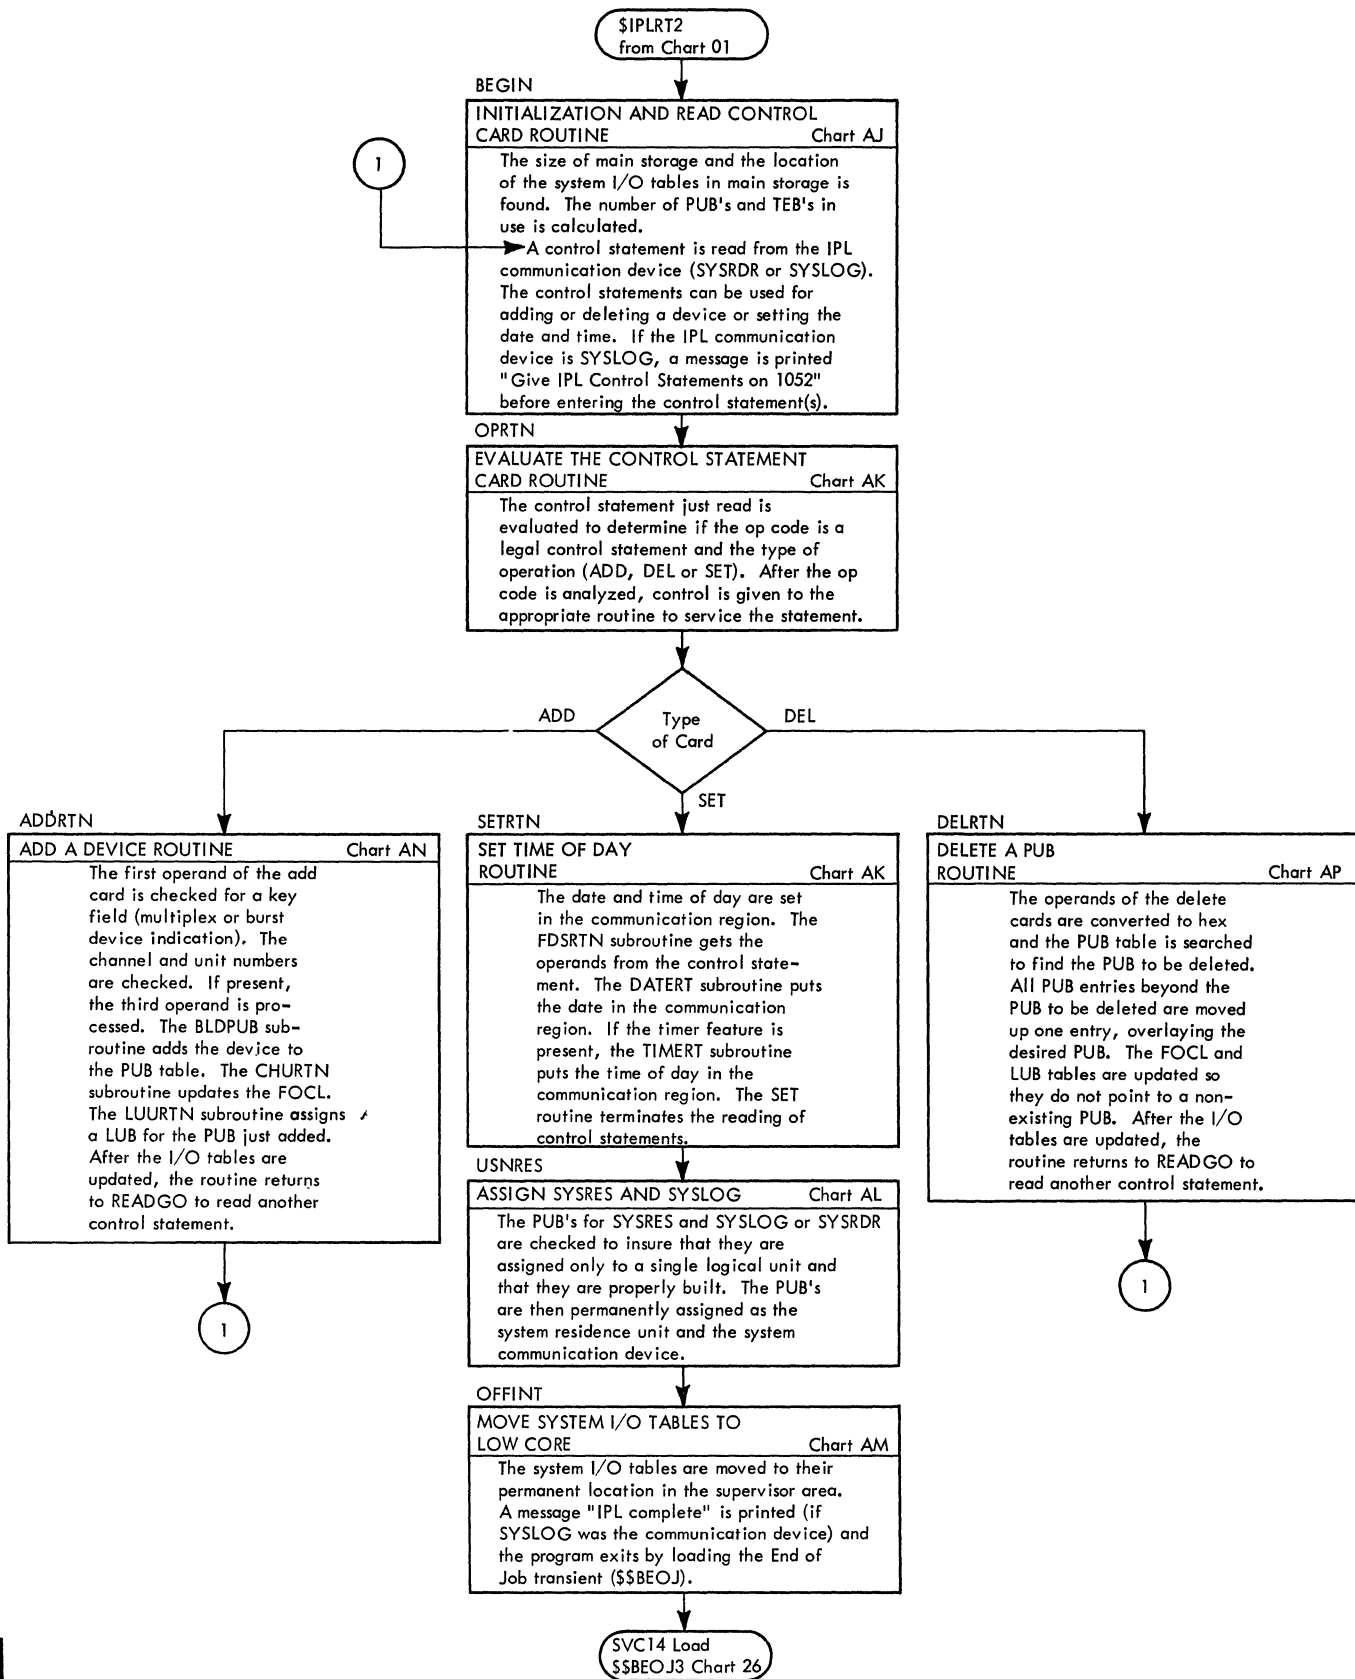 $IPLRT2
from Chart 01
BEGIN
INITIALIZATION AND READ CONTROL
CARD ROUTINE Chart AJ
The size of main storage and the location
of the system I/O tables in main storage is
found. The number of PUB's and TEB's in
use is calculated.
A control statement is read from the IPL
communication device (SYSRDR or SYSLOG).
The control statements can be used for
adding or deleting a device or setting the
date and time. If the IPL communication
device is SYSLOG, a message is printed
"Give IPL Control Statements on 1052"
before entering the control statement(s).
1
OPRTN
EVALUATE THE CONTROL STATEMENT
CARD ROUTINE Chart AK
The control statement just read is
evaluated to determine if the op code is a
legal control statement and the type of
operation (ADD, DEL or SET). After the op
code is analyzed, control is given to the
appropriate routine to service the statement.
Type
of Card
ADD
DEL
SET
ADDRTN
ADD A DEVICE ROUTINE Chart AN
The first operand of the add
card is checked for a key
field (multiplex or burst
device indication). The
channel and unit numbers
are checked. If present,
the third operand is pro-
cessed. The BLDPUB sub-
routine adds the device to
the PUB table. The CHURTN
subroutine updates the FOCL.
The LUURTN subroutine assigns
a LUB for the PUB just added.
After the I/O tables are
updated, the routine returns
to READGO to read another
control statement.
1
SETRTN
SET TIME OF DAY
ROUTINE Chart AK
The date and time of day are set
in the communication region. The
FDSRTN subroutine gets the
operands from the control state-
ment. The DATERT subroutine puts
the date in the communication
region. If the timer feature is
present, the TIMERT subroutine
puts the time of day in the
communication region. The SET
routine terminates the reading of
control statements.
DELRTN
DELETE A PUB
ROUTINE Chart AP
The operands of the delete
cards are converted to hex
and the PUB table is searched
to find the PUB to be deleted.
All PUB entries beyond the
PUB to be deleted are moved
up one entry, overlaying the
desired PUB. The FOCL and
LUB tables are updated so
they do not point to a non-
existing PUB. After the I/O
tables are updated, the
routine returns to READGO to
read another control statement.
1
USNRES
ASSIGN SYSRES AND SYSLOG Chart AL
The PUB's for SYSRES and SYSLOG or SYSRDR
are checked to insure that they are
assigned only to a single logical unit and
that they are properly built. The PUB's
are then permanently assigned as the
system residence unit and the system
communication device.
OFFINT
MOVE SYSTEM I/O TABLES TO
LOW CORE Chart AM
The system I/O tables are moved to their
permanent location in the supervisor area.
A message "IPL complete" is printed (if
SYSLOG was the communication device) and
the program exits by loading the End of
Job transient ($$BEOJ).
SVC14 Load
$$BEOJ3 Chart 26